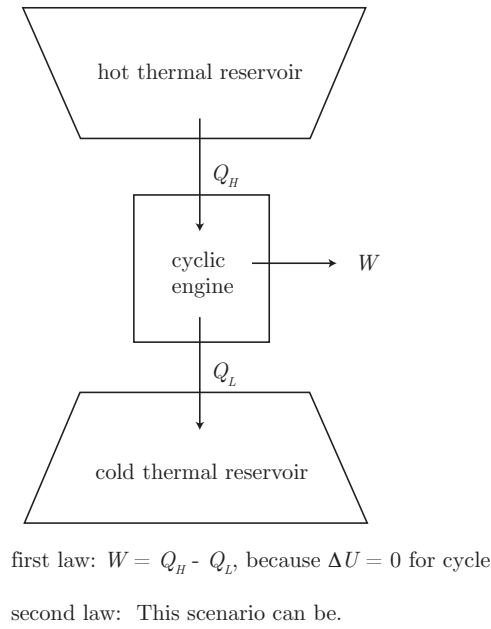 hot thermal reservoir
Q_H
cyclic
engine
W
Q_L
cold thermal reservoir
first law: W = Q_H - Q_L, because ΔU = 0 for cycle
second law: This scenario can be.